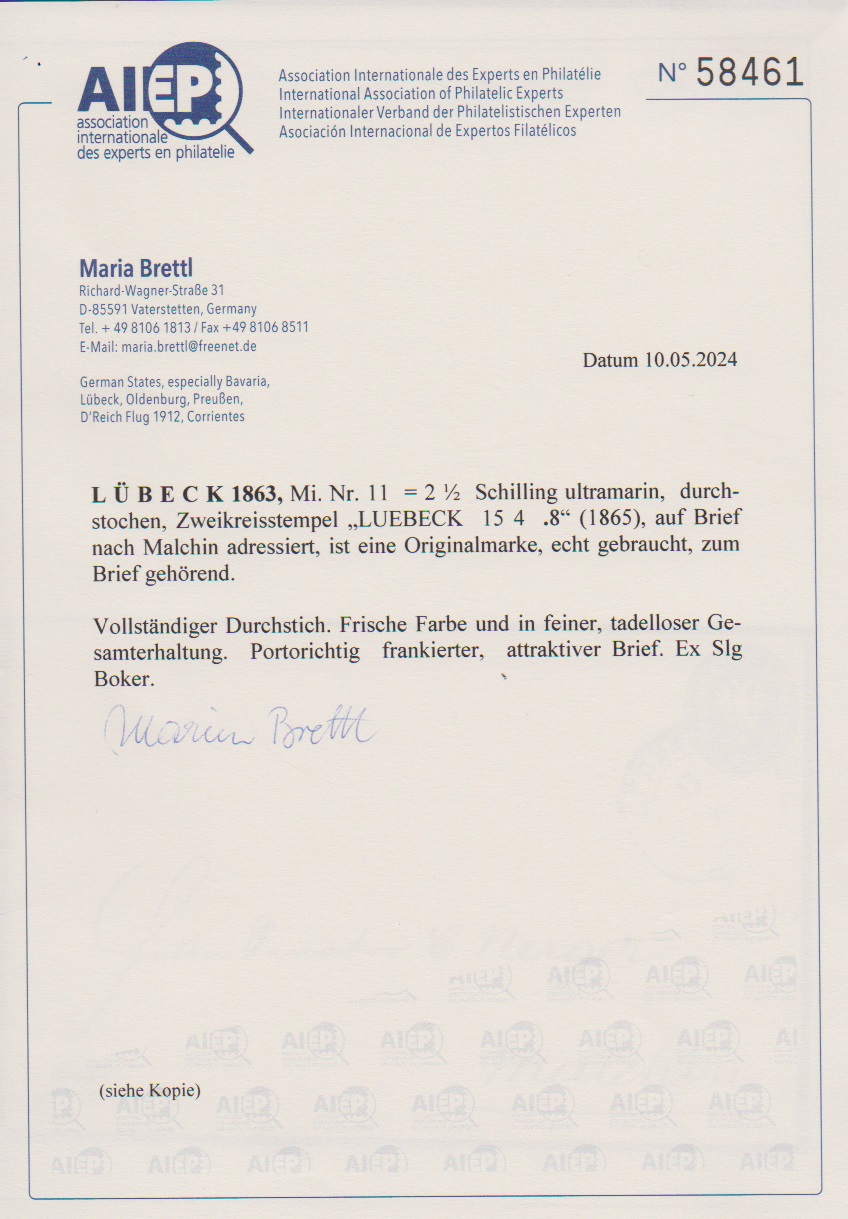 AIEP
association
internationale
des experts en philatelie
Association Internationale des Experts en Philatélie
International Association of Philatelic Experts
Internationaler Verband der Philatelistischen Experten
Asociación Internacional de Expertos Filatélicos
N° 58461
Maria Brettl
Richard-Wagner-Straße 31
D-85591 Vaterstetten, Germany
Tel. + 49 8106 1813 / Fax +49 8106 8511
E-Mail: maria.brettl@freenet.de
German States, especially Bavaria,
Lübeck, Oldenburg, Preußen,
D'Reich Flug 1912, Corrientes
Datum 10.05.2024
L Ü B E C K 1863, Mi. Nr. 11 = 2 ½ Schilling ultramarin, durch-
stochen, Zweikreisstempel „LUEBECK 15 4 .8“ (1865), auf Brief
nach Malchin adressiert, ist eine Originalmarke, echt gebraucht, zum
Brief gehörend.
Vollständiger Durchstich. Frische Farbe und in feiner, tadelloser Ge-
samterhaltung. Portorichtig frankierter, attraktiver Brief. Ex Slg
Boker.
Maria Brettl
(siehe Kopie)